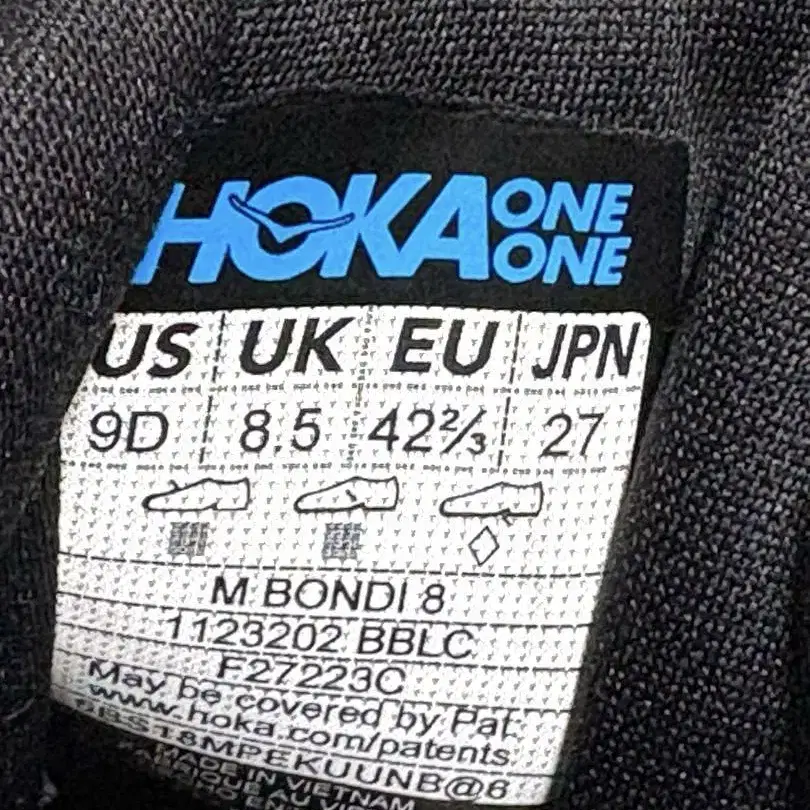 HOKA ONE ONE
US UK EU JPN
9D 8.5 42⅔ 27
M BONDI 8
1123202 BBLC
F27223C
May be covered by Pat.
www.hoka.com/patents
MADE IN VIETNAM